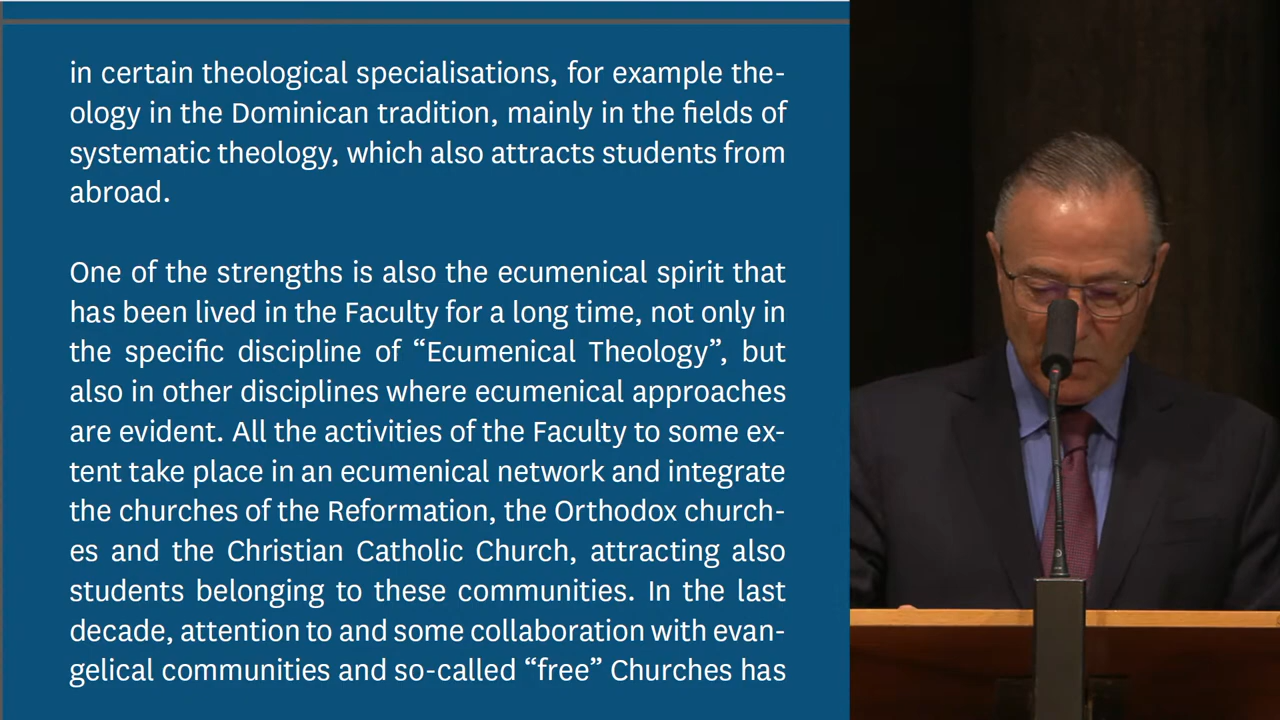 in certain theological specialisations, for example the-
ology in the Dominican tradition, mainly in the fields of
systematic theology, which also attracts students from
abroad.
One of the strengths is also the ecumenical spirit that
has been lived in the Faculty for a long time, not only in
the specific discipline of “Ecumenical Theology”, but
also in other disciplines where ecumenical approaches
are evident. All the activities of the Faculty to some ex-
tent take place in an ecumenical network and integrate
the churches of the Reformation, the Orthodox church-
es and the Christian Catholic Church, attracting also
students belonging to these communities. In the last
decade, attention to and some collaboration with evan-
gelical communities and so-called “free” Churches has